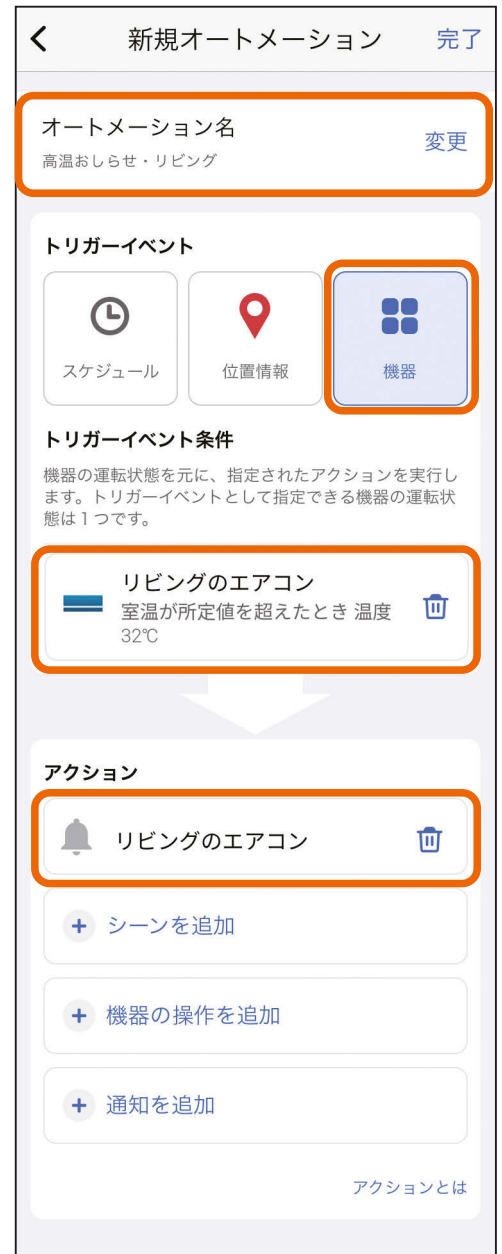 新規オートメーション 完了
オートメーション名
変更
高温おしらせ・リビング
トリガーイベント
スケジュール 位置情報 機器
トリガーイベント条件
機器の運転状態を元に、指定されたアクションを実行し
ます。トリガーイベントとして指定できる機器の運転状
態は1つです。
リビングのエアコン
室温が所定値を超えたとき 温度
32℃
アクション
リビングのエアコン
+ シーンを追加
+ 機器の操作を追加
+ 通知を追加
アクションとは